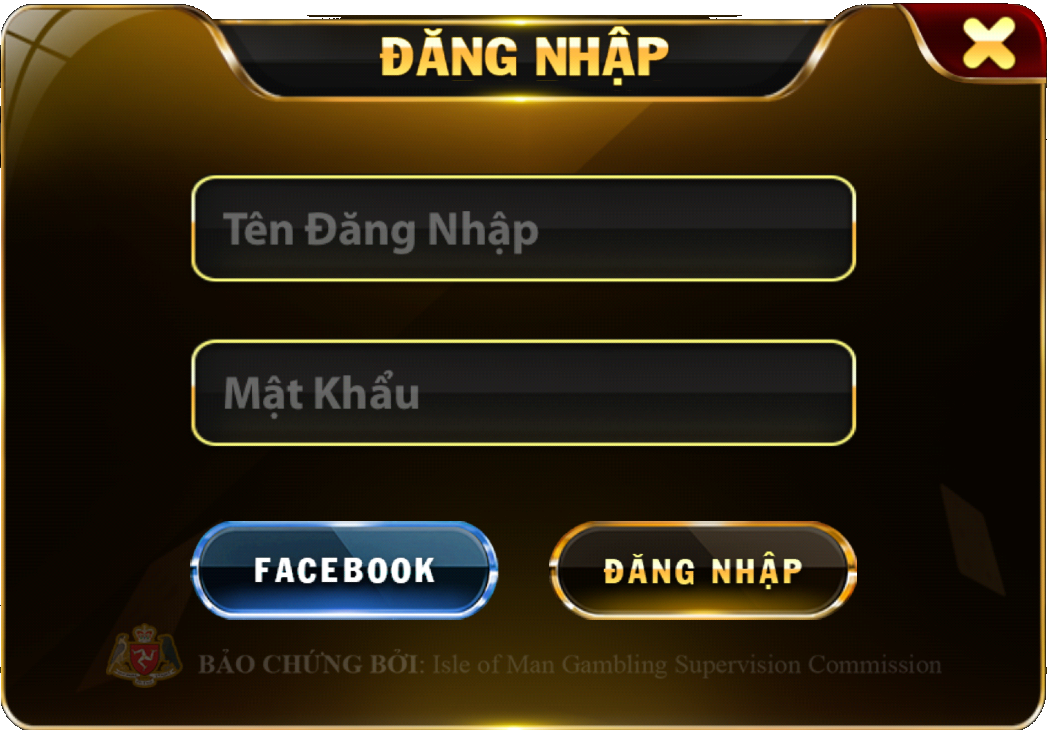 ĐĂNG NHẬP
Tên Đăng Nhập
Mật Khẩu
FACEBOOK
ĐĂNG NHẬP
BẢO CHỨNG BỞI: Isle of Man Gambling Supervision Commission